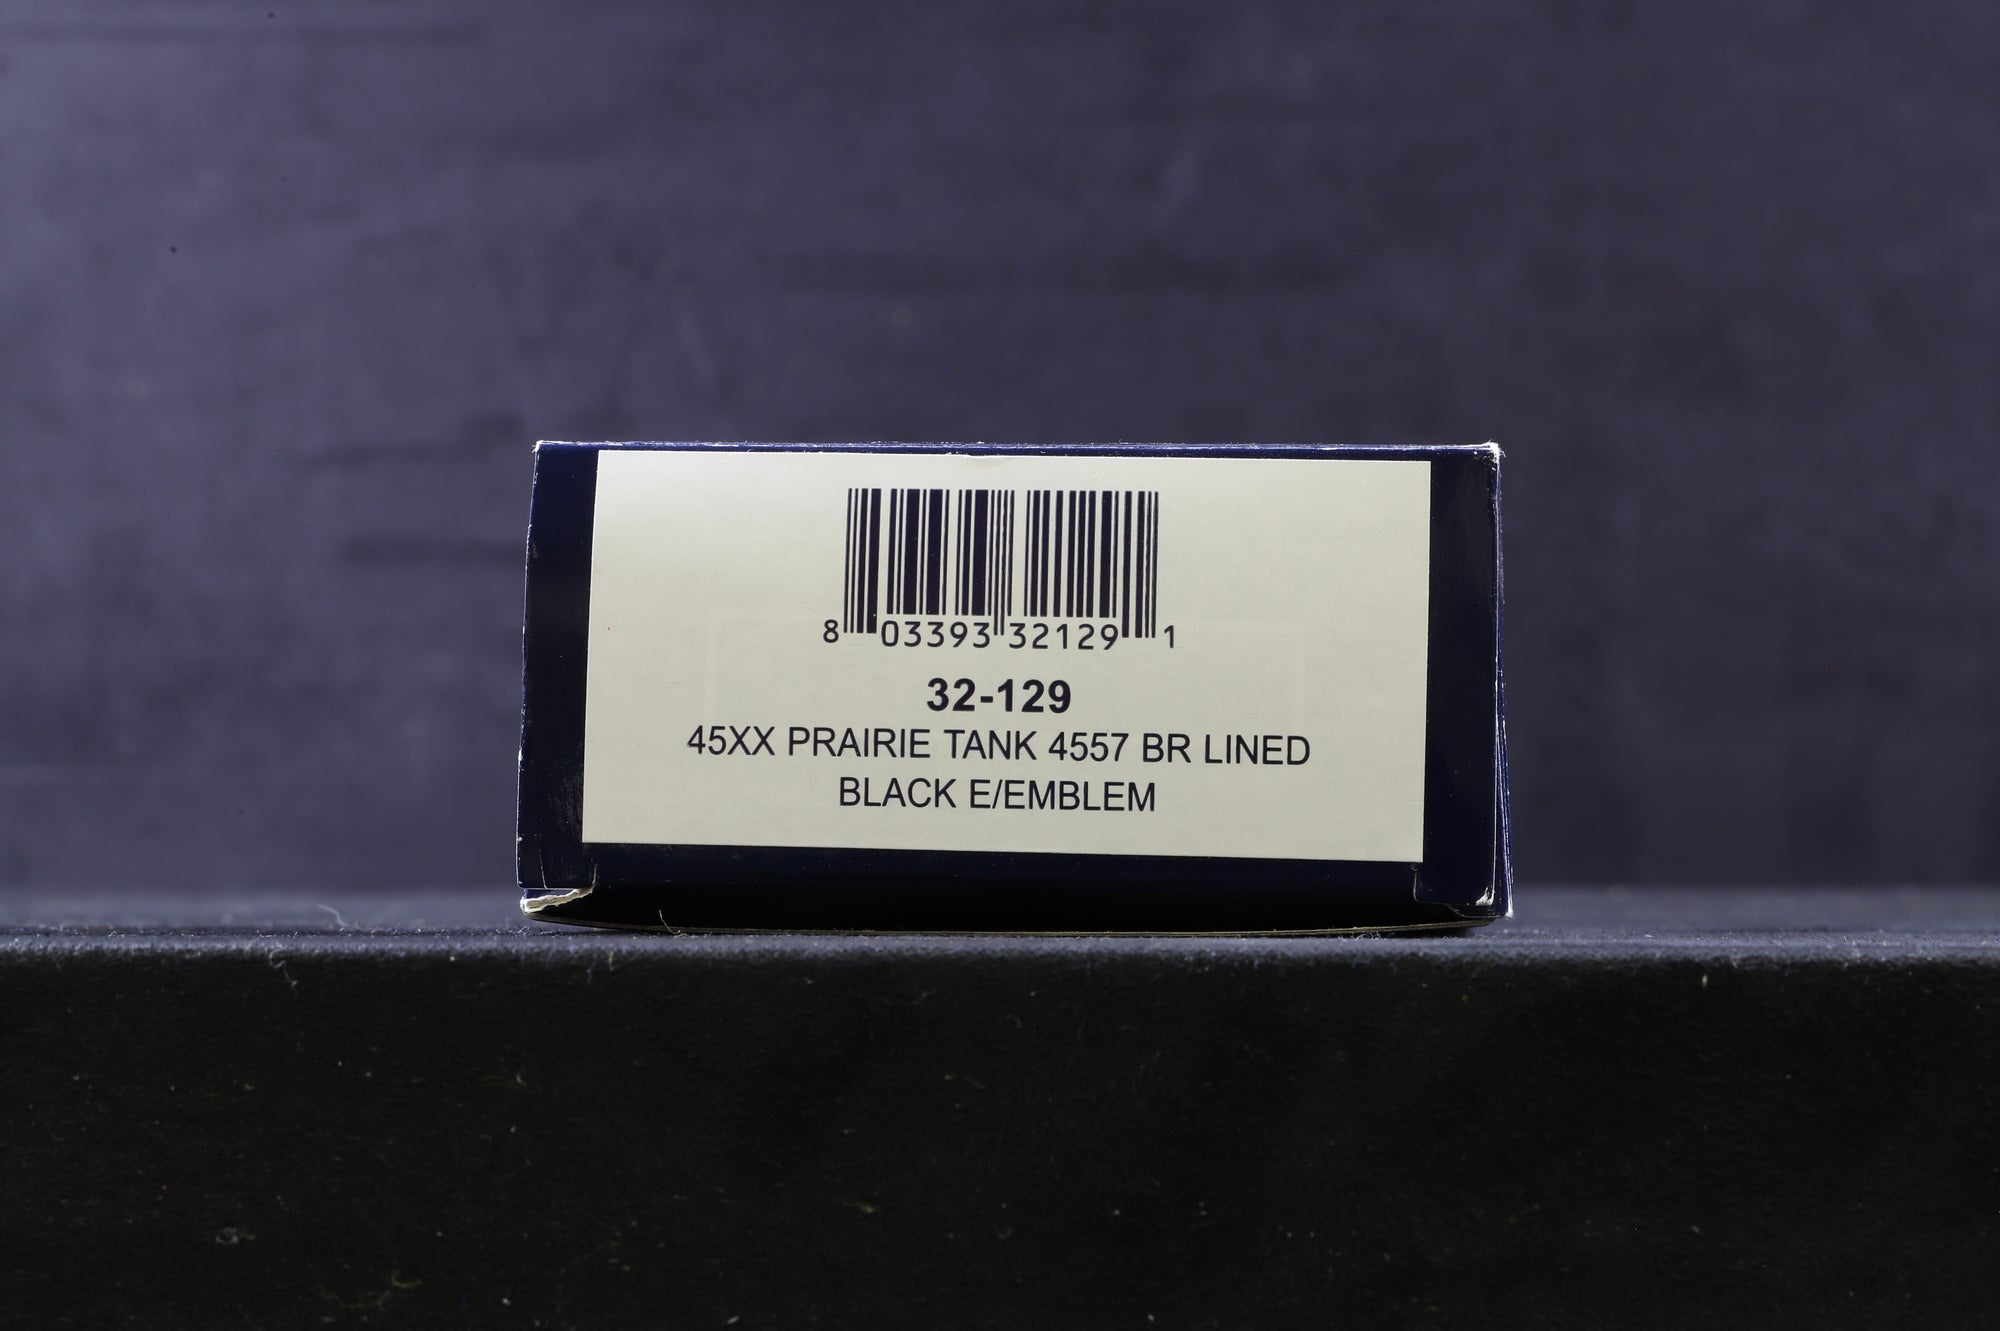 8 03393 32129 1
32-129
45XX PRAIRIE TANK 4557 BR LINED
BLACK E/EMBLEM